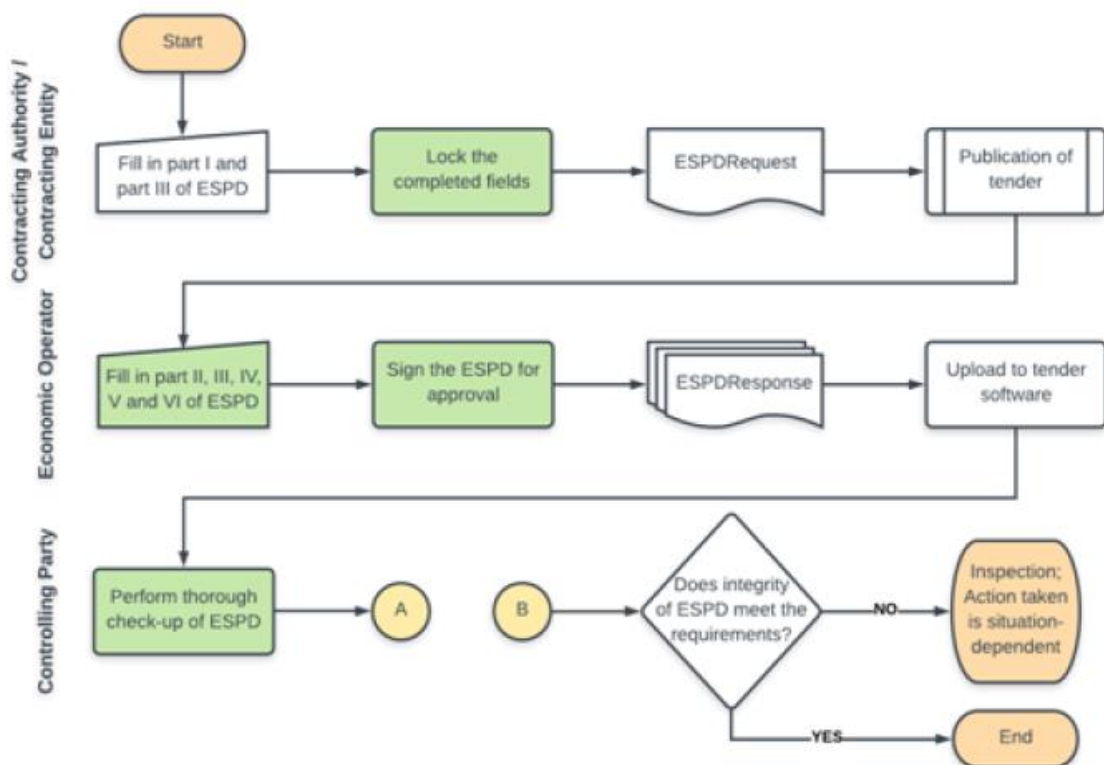 Contracting Authority /
Contracting Entity
Start
Fill in part I and
part III of ESPD
Lock the
completed fields
ESPDRequest
Publication of
tender
Economic Operator
Fill in part II, III, IV,
V and VI of ESPD
Sign the ESPD for
approval
ESPDResponse
Upload to tender
software
Controlling Party
Perform thorough
check-up of ESPD
A
B
Does integrity
of ESPD meet the
requirements?
NO
Inspection;
Action taken
is situation-
dependent
YES
End